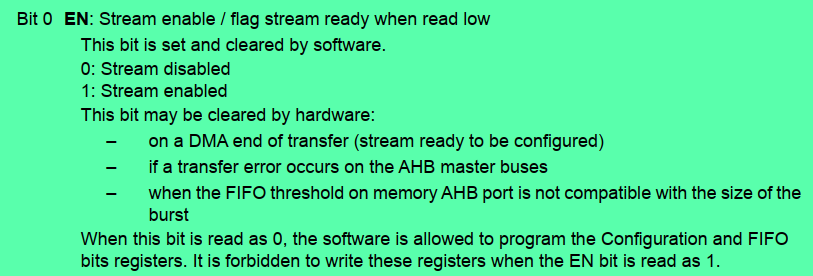 Bit 0 EN: Stream enable / flag stream ready when read low
This bit is set and cleared by software.
0: Stream disabled
1: Stream enabled
This bit may be cleared by hardware:
– on a DMA end of transfer (stream ready to be configured)
– if a transfer error occurs on the AHB master buses
– when the FIFO threshold on memory AHB port is not compatible with the size of the
burst
When this bit is read as 0, the software is allowed to program the Configuration and FIFO
bits registers. It is forbidden to write these registers when the EN bit is read as 1.